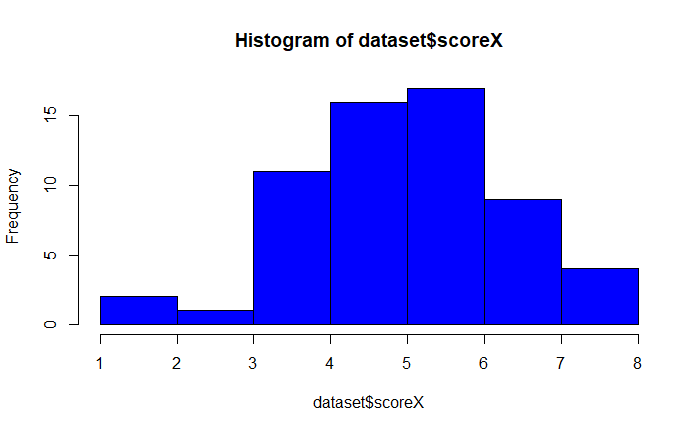 Histogram of dataset$scoreX
Frequency
15
10
5
0
1 2 3 4 5 6 7 8
dataset$scoreX